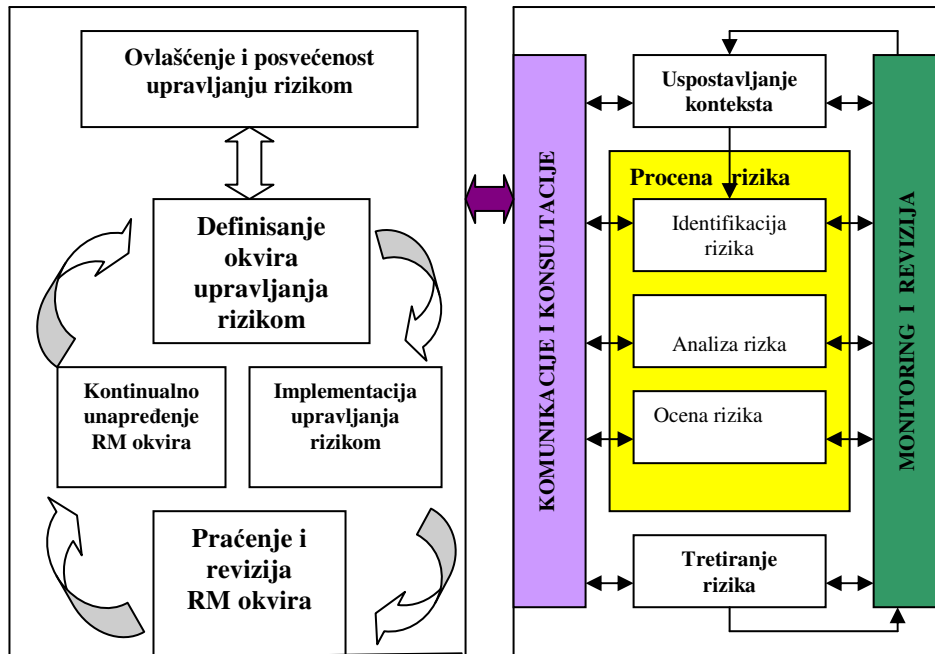 Ovlašćenje i posvećenost
upravljanju rizikom
Definisanje
okvira
upravljanja
rizikom
Kontinualno
unapređenje
RM okvira
Implementacija
upravljanja
rizikom
Praćenje i
revizija
RM okvira
KOMUNIKACIJE I KONSULTACIJE
Uspostavljanje
konteksta
Procena rizika
Identifikacija
rizika
Analiza rizka
Ocena rizika
Tretiranje
rizika
MONITORING I REVIZIJA